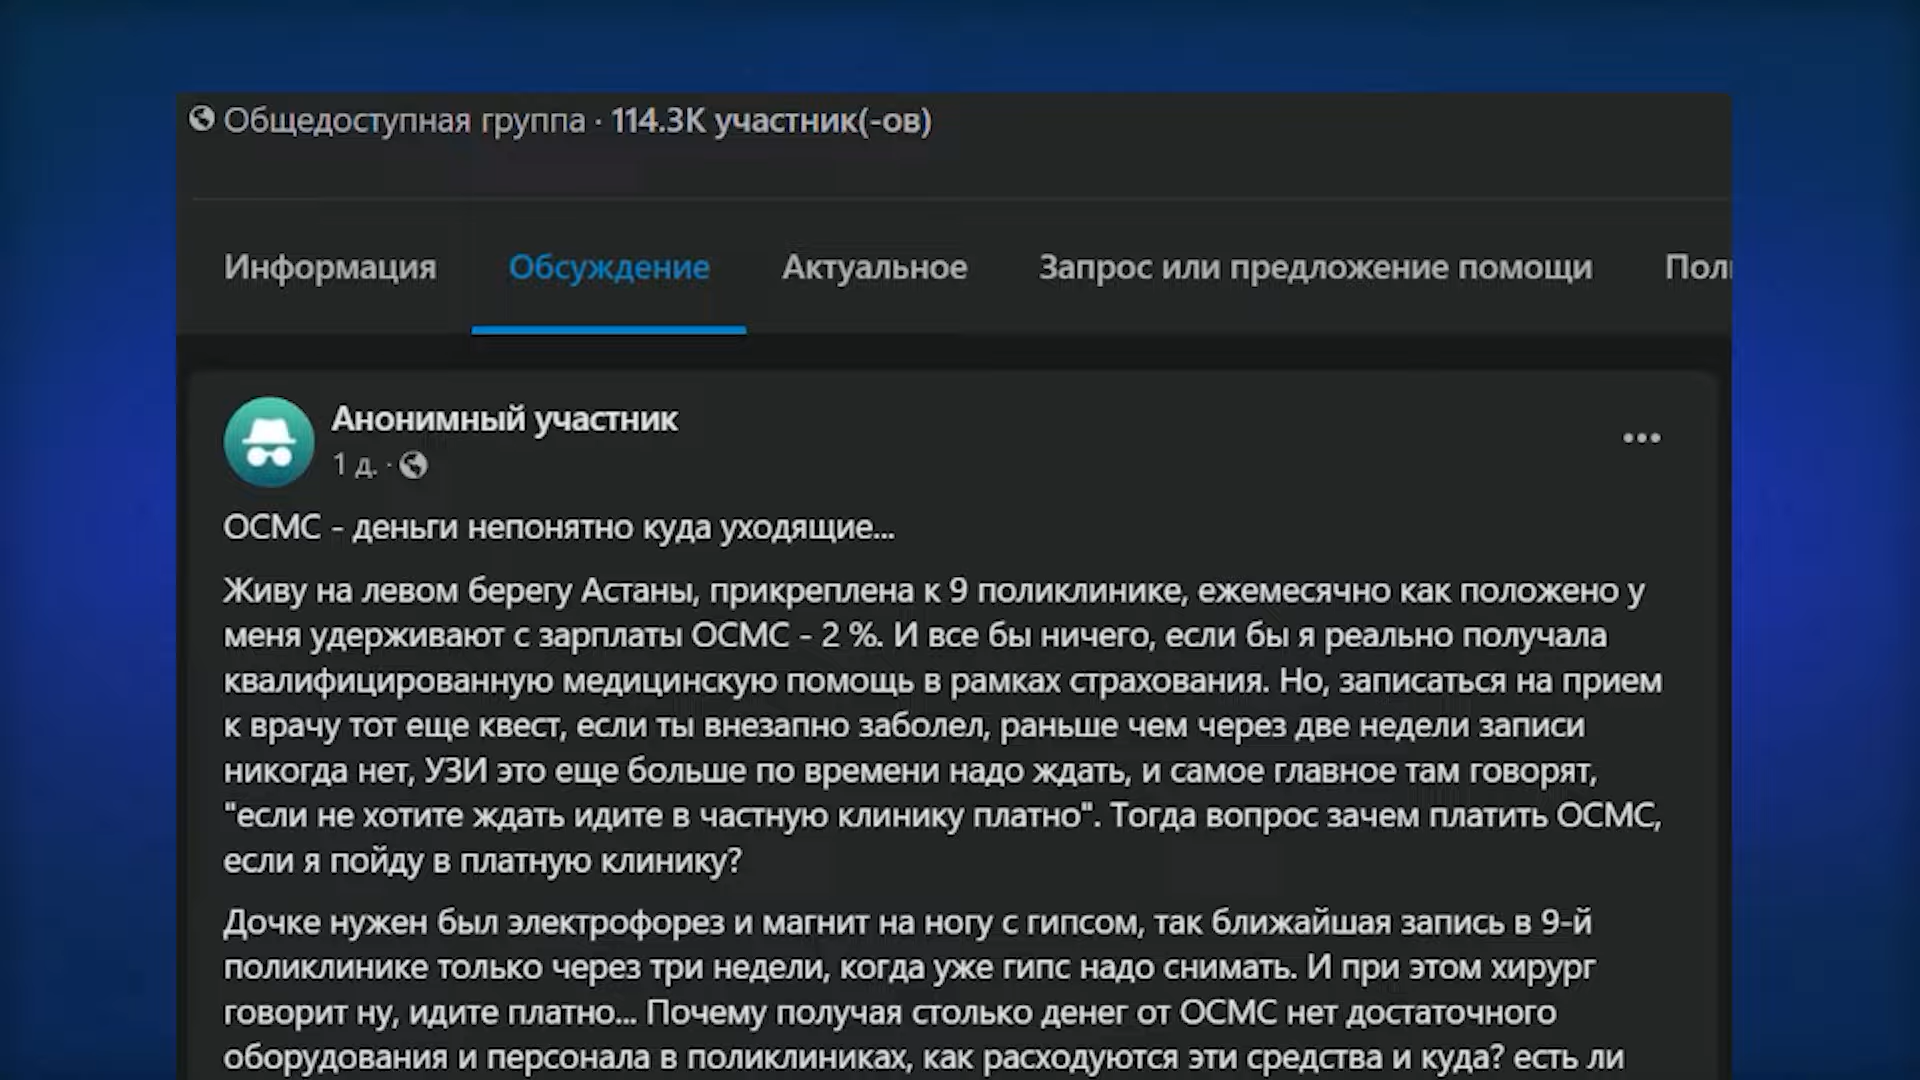 Общедоступная группа · 114.3К участник(-ов)
Информация Обсуждение Актуальное Запрос или предложение помощи
Анонимный участник
1 д. ·
ОСМС - деньги непонятно куда уходящие...
Живу на левом берегу Астаны, прикреплена к 9 поликлинике, ежемесячно как положено у
меня удерживают с зарплаты ОСМС - 2 %. И все бы ничего, если бы я реально получала
квалифицированную медицинскую помощь в рамках страхования. Но, записаться на прием
к врачу тот еще квест, если ты внезапно заболел, раньше чем через две недели записи
никогда нет, УЗИ это еще больше по времени надо ждать, и самое главное там говорят,
"если не хотите ждать идите в частную клинику платно". Тогда вопрос зачем платить ОСМС,
если я пойду в платную клинику?
Дочке нужен был электрофорез и магнит на ногу с гипсом, так ближайшая запись в 9-й
поликлинике только через три недели, когда уже гипс надо снимать. И при этом хирург
говорит ну, идите платно... Почему получая столько денег от ОСМС нет достаточного
оборудования и персонала в поликлиниках, как расходуются эти средства и куда? есть ли